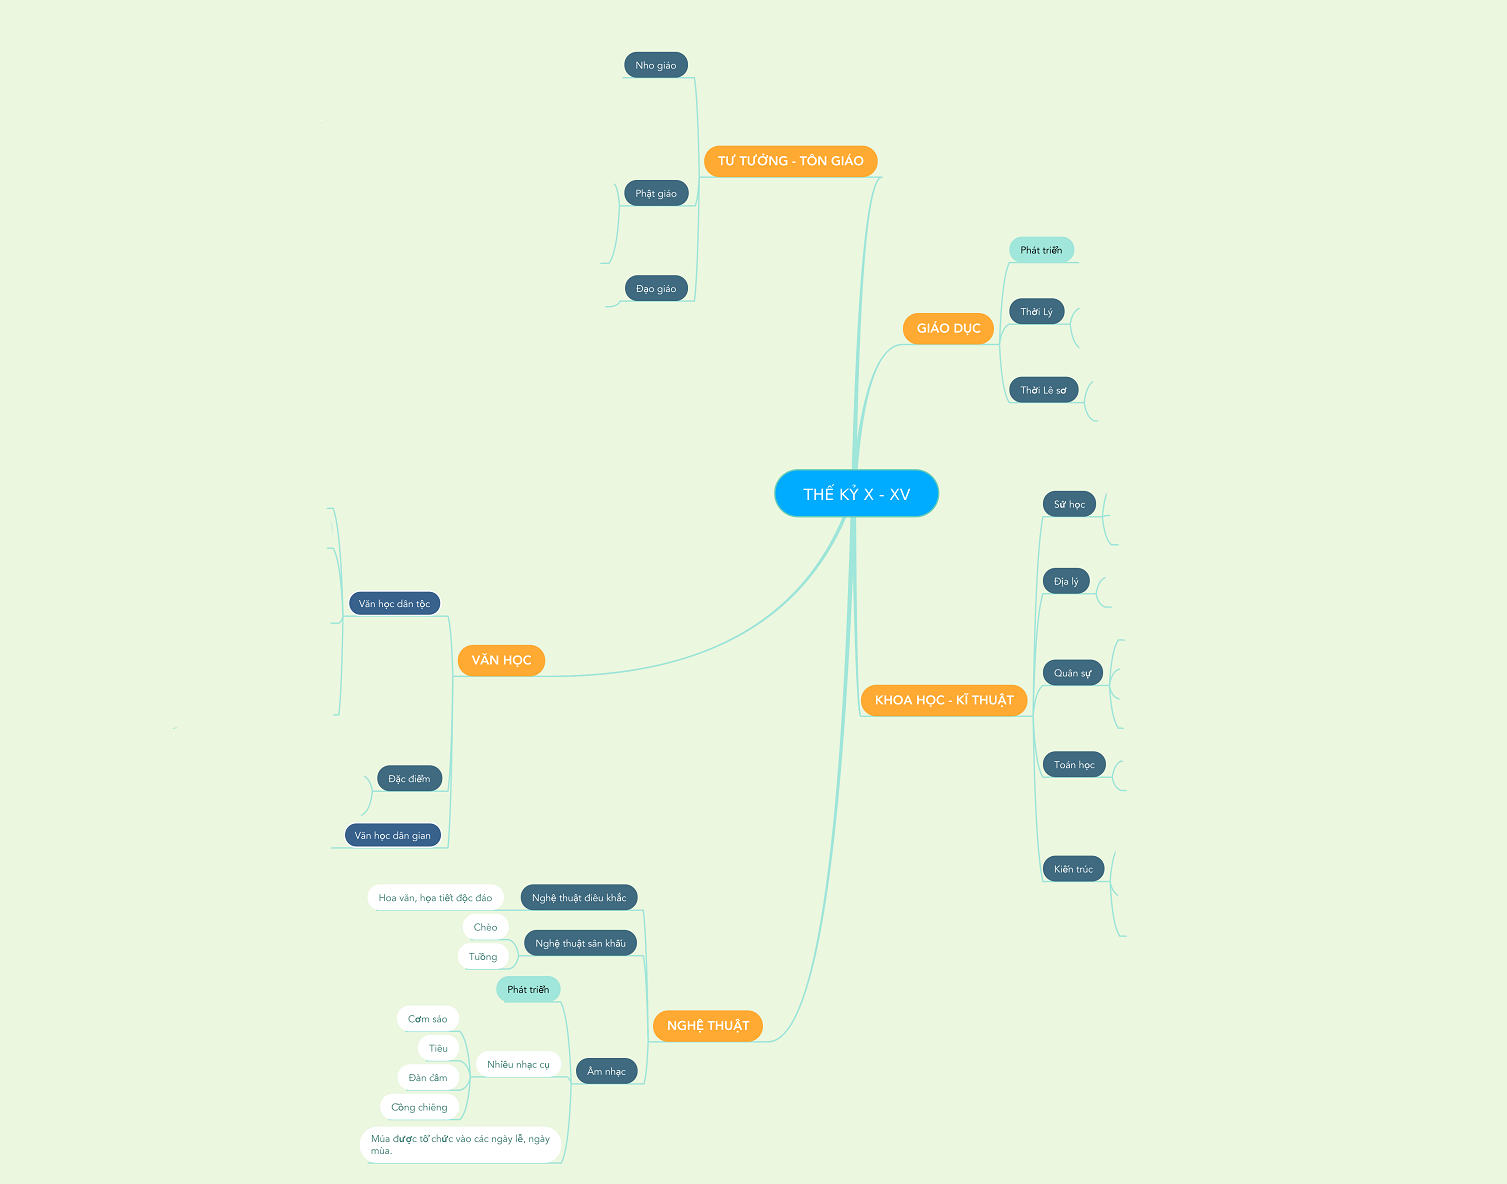 THẾ KỶ X - XV
TƯ TƯỞNG - TÔN GIÁO
Nho giáo
Phật giáo
Đạo giáo
GIÁO DỤC
Phát triển
Thời Lý
Thời Lê sơ
KHOA HỌC - KĨ THUẬT
Sử học
Địa lý
Quân sự
Toán học
Kiến trúc
VĂN HỌC
Văn học dân tộc
Đặc điểm
Văn học dân gian
NGHỆ THUẬT
Nghệ thuật điêu khắc
Hoa văn, họa tiết độc đáo
Nghệ thuật sân khấu
Chèo
Tuồng
Âm nhạc
Phát triển
Nhiều nhạc cụ
Cơm sáo
Tiêu
Đàn cầm
Cồng chiêng
Múa được tổ chức vào các ngày lễ, ngày
mùa.